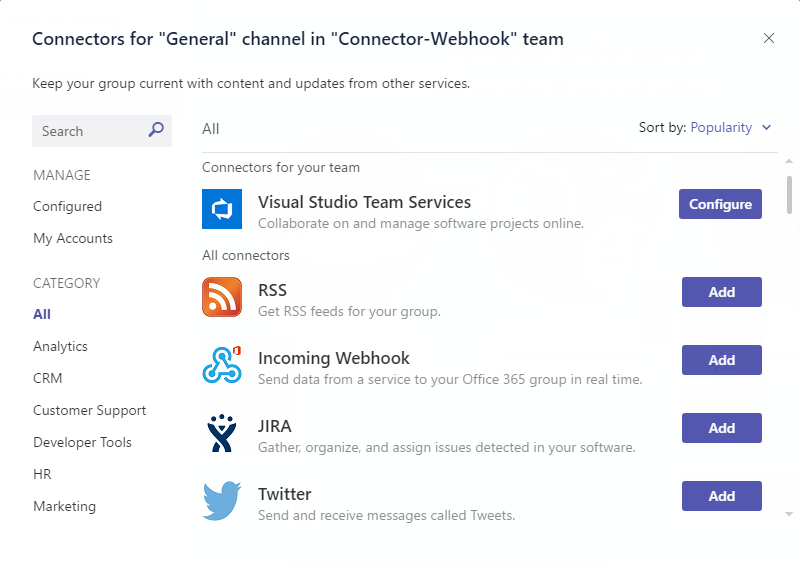 Connectors for "General" channel in "Connector-Webhook" team
Keep your group current with content and updates from other services.
Search
MANAGE
Configured
My Accounts
CATEGORY
All
Analytics
CRM
Customer Support
Developer Tools
HR
Marketing
All
Sort by: Popularity
Connectors for your team
Visual Studio Team Services
Collaborate on and manage software projects online.
Configure
All connectors
RSS
Get RSS feeds for your group.
Add
Incoming Webhook
Send data from a service to your Office 365 group in real time.
Add
JIRA
Gather, organize, and assign issues detected in your software.
Add
Twitter
Send and receive messages called Tweets.
Add